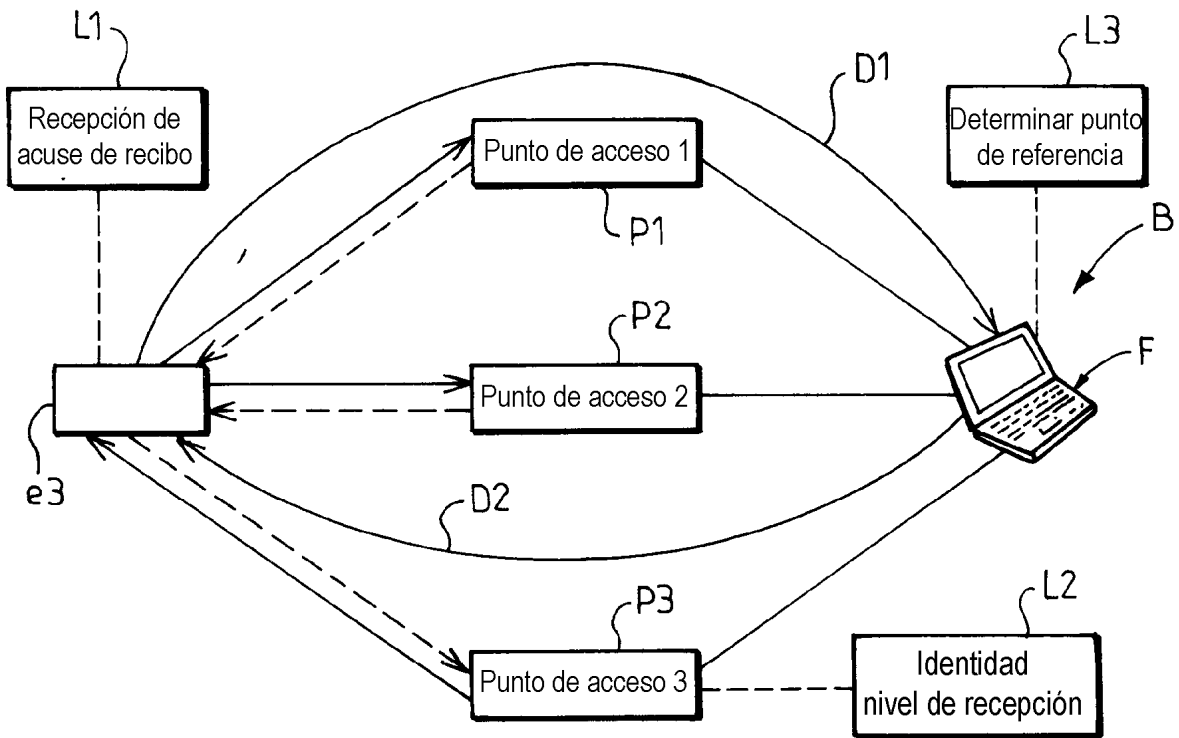 L1
L3
D1
Recepción de
acuse de recibo
Punto de acceso 1
Determinar punto
de referencia
P1
B
P2
F
Punto de acceso 2
e3
D2
P3
L2
Punto de acceso 3
Identidad
nivel de recepción